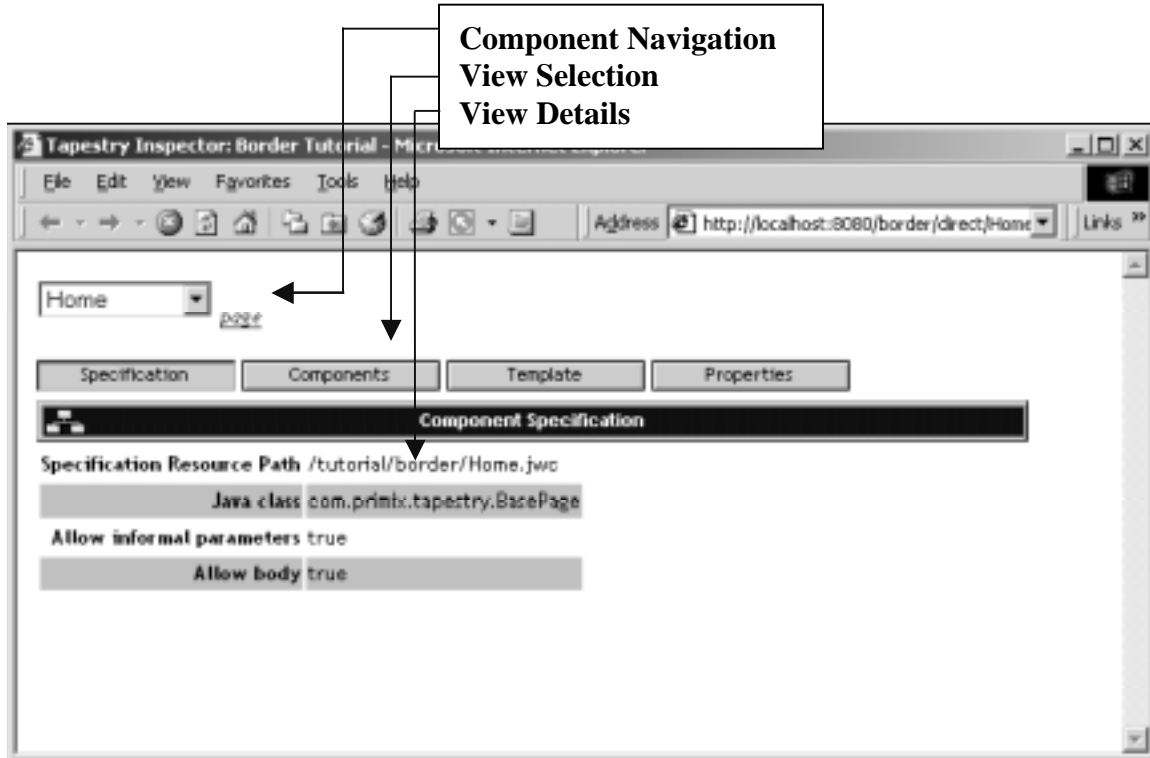 Component Navigation
View Selection
View Details
Tapestry Inspector: Border Tutorial - Microsoft Internet Explorer
File Edit View Favorites Tools Help
Address http://localhost:8080/border/direct/Home Links »
Home page
Specification Components Template Properties
Component Specification
Specification Resource Path /tutorial/border/Home.jwc
Java class com.primix.tapestry.BasePage
Allow informal parameters true
Allow body true